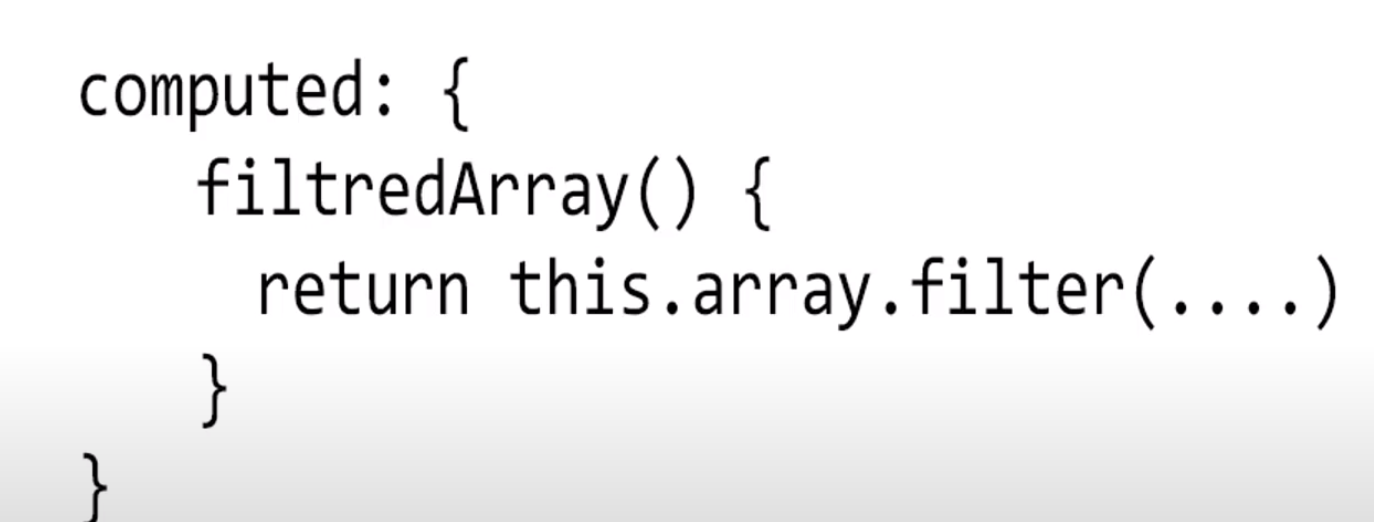 computed: {
filtredArray() {
return this.array.filter(....)
}
}